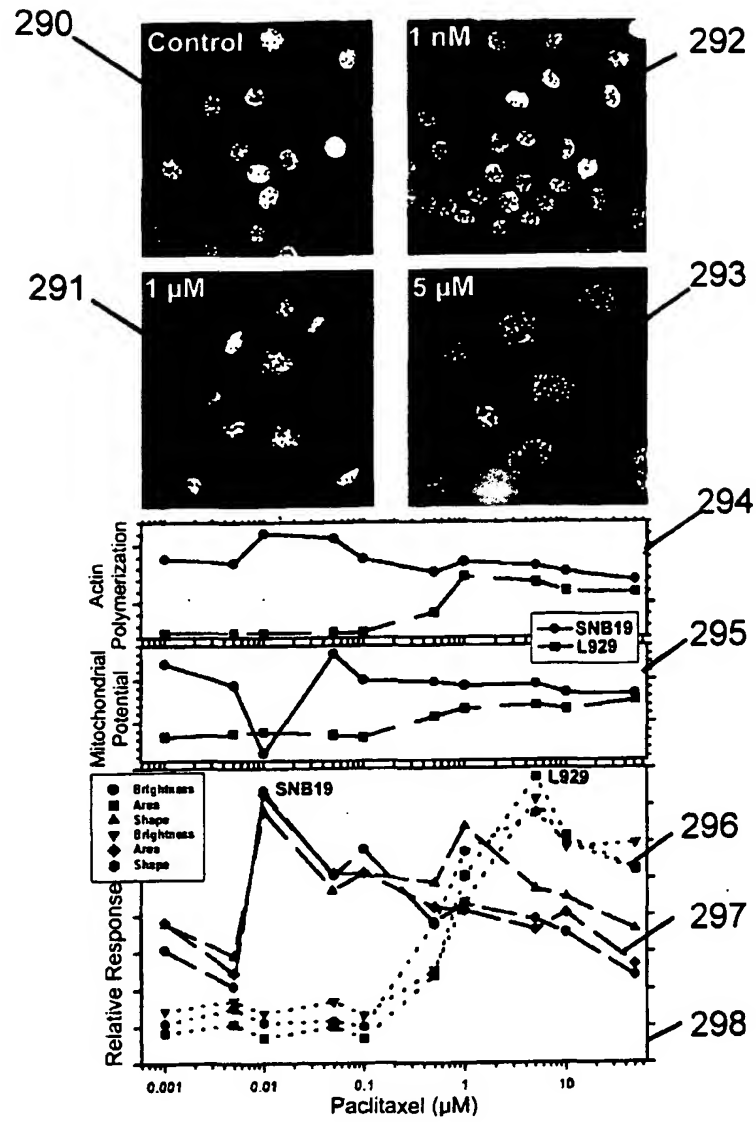 290
Control
1 nM
292
291
1 µM
5 µM
293
Actin
Polymerization
294
SNB19
L929
Mitochondrial
Potential
295
Brightness
Area
Shape
Brightness
Area
Shape
SNB19
L929
296
297
298
Relative Response
0.001
0.01
0.1
1
10
Paclitaxel (µM)